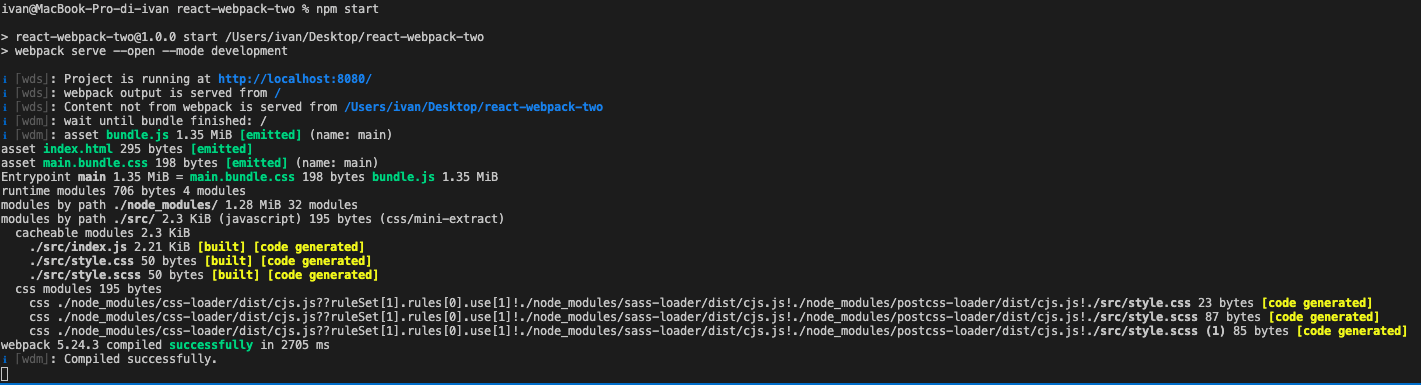 ivan@MacBook-Pro-di-ivan react-webpack-two % npm start
> react-webpack-two@1.0.0 start /Users/ivan/Desktop/react-webpack-two
> webpack serve --open --mode development
ℹ ｢wds｣: Project is running at http://localhost:8080/
ℹ ｢wds｣: webpack output is served from /
ℹ ｢wds｣: Content not from webpack is served from /Users/ivan/Desktop/react-webpack-two
ℹ ｢wdm｣: wait until bundle finished: /
ℹ ｢wdm｣: asset bundle.js 1.35 MiB [emitted] (name: main)
asset index.html 295 bytes [emitted]
asset main.bundle.css 198 bytes [emitted] (name: main)
Entrypoint main 1.35 MiB = main.bundle.css 198 bytes bundle.js 1.35 MiB
runtime modules 706 bytes 4 modules
modules by path ./node_modules/ 1.28 MiB 32 modules
modules by path ./src/ 2.3 KiB (javascript) 195 bytes (css/mini-extract)
  cacheable modules 2.3 KiB
    ./src/index.js 2.21 KiB [built] [code generated]
    ./src/style.css 50 bytes [built] [code generated]
    ./src/style.scss 50 bytes [built] [code generated]
  css modules 195 bytes
    css ./node_modules/css-loader/dist/cjs.js??ruleSet[1].rules[0].use[1]!./node_modules/sass-loader/dist/cjs.js!./node_modules/postcss-loader/dist/cjs.js!./src/style.css 23 bytes [code generated]
    css ./node_modules/css-loader/dist/cjs.js??ruleSet[1].rules[0].use[1]!./node_modules/sass-loader/dist/cjs.js!./node_modules/postcss-loader/dist/cjs.js!./src/style.scss 87 bytes [code generated]
    css ./node_modules/css-loader/dist/cjs.js??ruleSet[1].rules[0].use[1]!./node_modules/sass-loader/dist/cjs.js!./node_modules/postcss-loader/dist/cjs.js!./src/style.scss (1) 85 bytes [code generated]
webpack 5.24.3 compiled successfully in 2705 ms
ℹ ｢wdm｣: Compiled successfully.